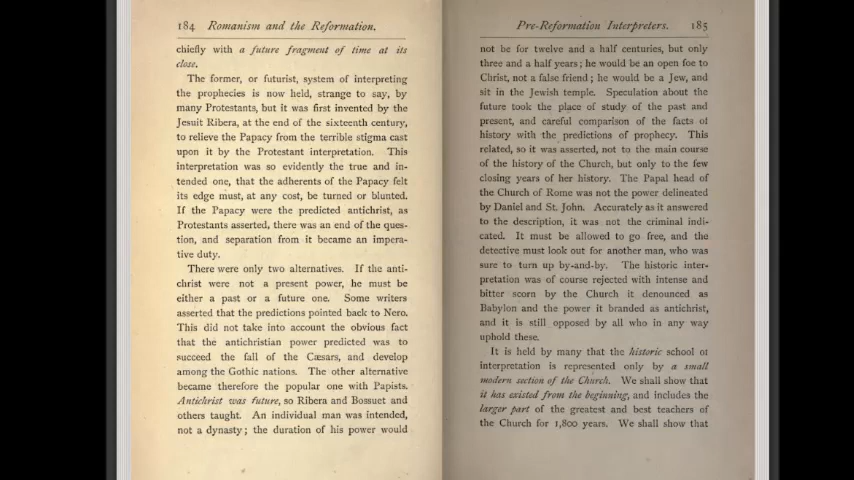 184 Romanism and the Reformation.
chiefly with a future fragment of time at its
close.
The former, or futurist, system of interpreting
the prophecies is now held, strange to say, by
many Protestants, but it was first invented by the
Jesuit Ribera, at the end of the sixteenth century,
to relieve the Papacy from the terrible stigma cast
upon it by the Protestant interpretation. This
interpretation was so evidently the true and in-
tended one, that the adherents of the Papacy felt
its edge must, at any cost, be turned or blunted.
If the Papacy were the predicted antichrist, as
Protestants asserted, there was an end of the ques-
tion, and separation from it became an impera-
tive duty.
There were only two alternatives. If the anti-
christ were not a present power, he must be
either a past or a future one. Some writers
asserted that the predictions pointed back to Nero.
This did not take into account the obvious fact
that the antichristian power predicted was to
succeed the fall of the Cæsars, and develop
among the Gothic nations. The other alternative
became therefore the popular one with Papists.
Antichrist was future, so Ribera and Bossuet and
others taught. An individual man was intended,
not a dynasty; the duration of his power would
Pre-Reformation Interpreters. 185
not be for twelve and a half centuries, but only
three and a half years; he would be an open foe to
Christ, not a false friend; he would be a Jew, and
sit in the Jewish temple. Speculation about the
future took the place of study of the past and
present, and careful comparison of the facts of
history with the predictions of prophecy. This
related, so it was asserted, not to the main course
of the history of the Church, but only to the few
closing years of her history. The Papal head of
the Church of Rome was not the power delineated
by Daniel and St. John. Accurately as it answered
to the description, it was not the criminal indi-
cated. It must be allowed to go free, and the
detective must look out for another man, who was
sure to turn up by-and-by. The historic inter-
pretation was of course rejected with intense and
bitter scorn by the Church it denounced as
Babylon and the power it branded as antichrist,
and it is still opposed by all who in any way
uphold these.
It is held by many that the historic school of
interpretation is represented only by a small
modern section of the Church. We shall show that
it has existed from the beginning, and includes the
larger part of the greatest and best teachers of
the Church for 1,800 years. We shall show that